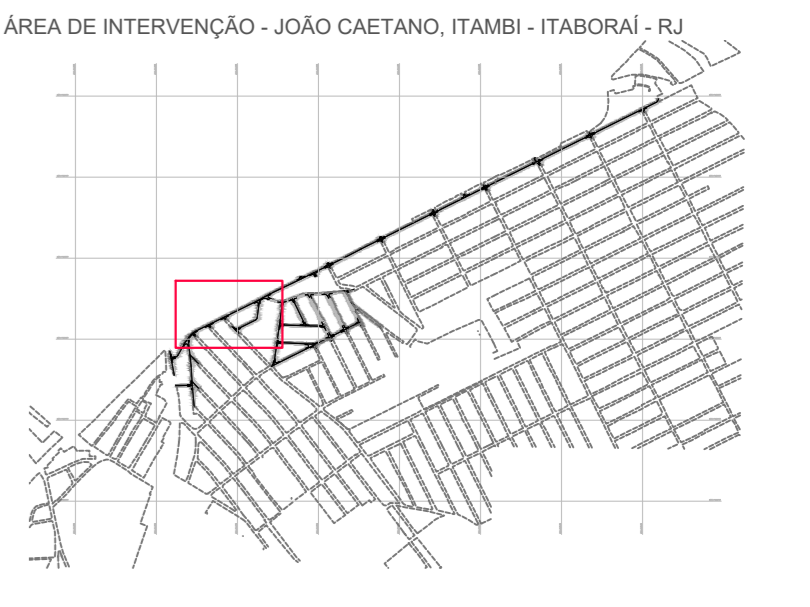 ÁREA DE INTERVENÇÃO - JOÃO CAETANO, ITAMBI - ITABORAÍ - RJ